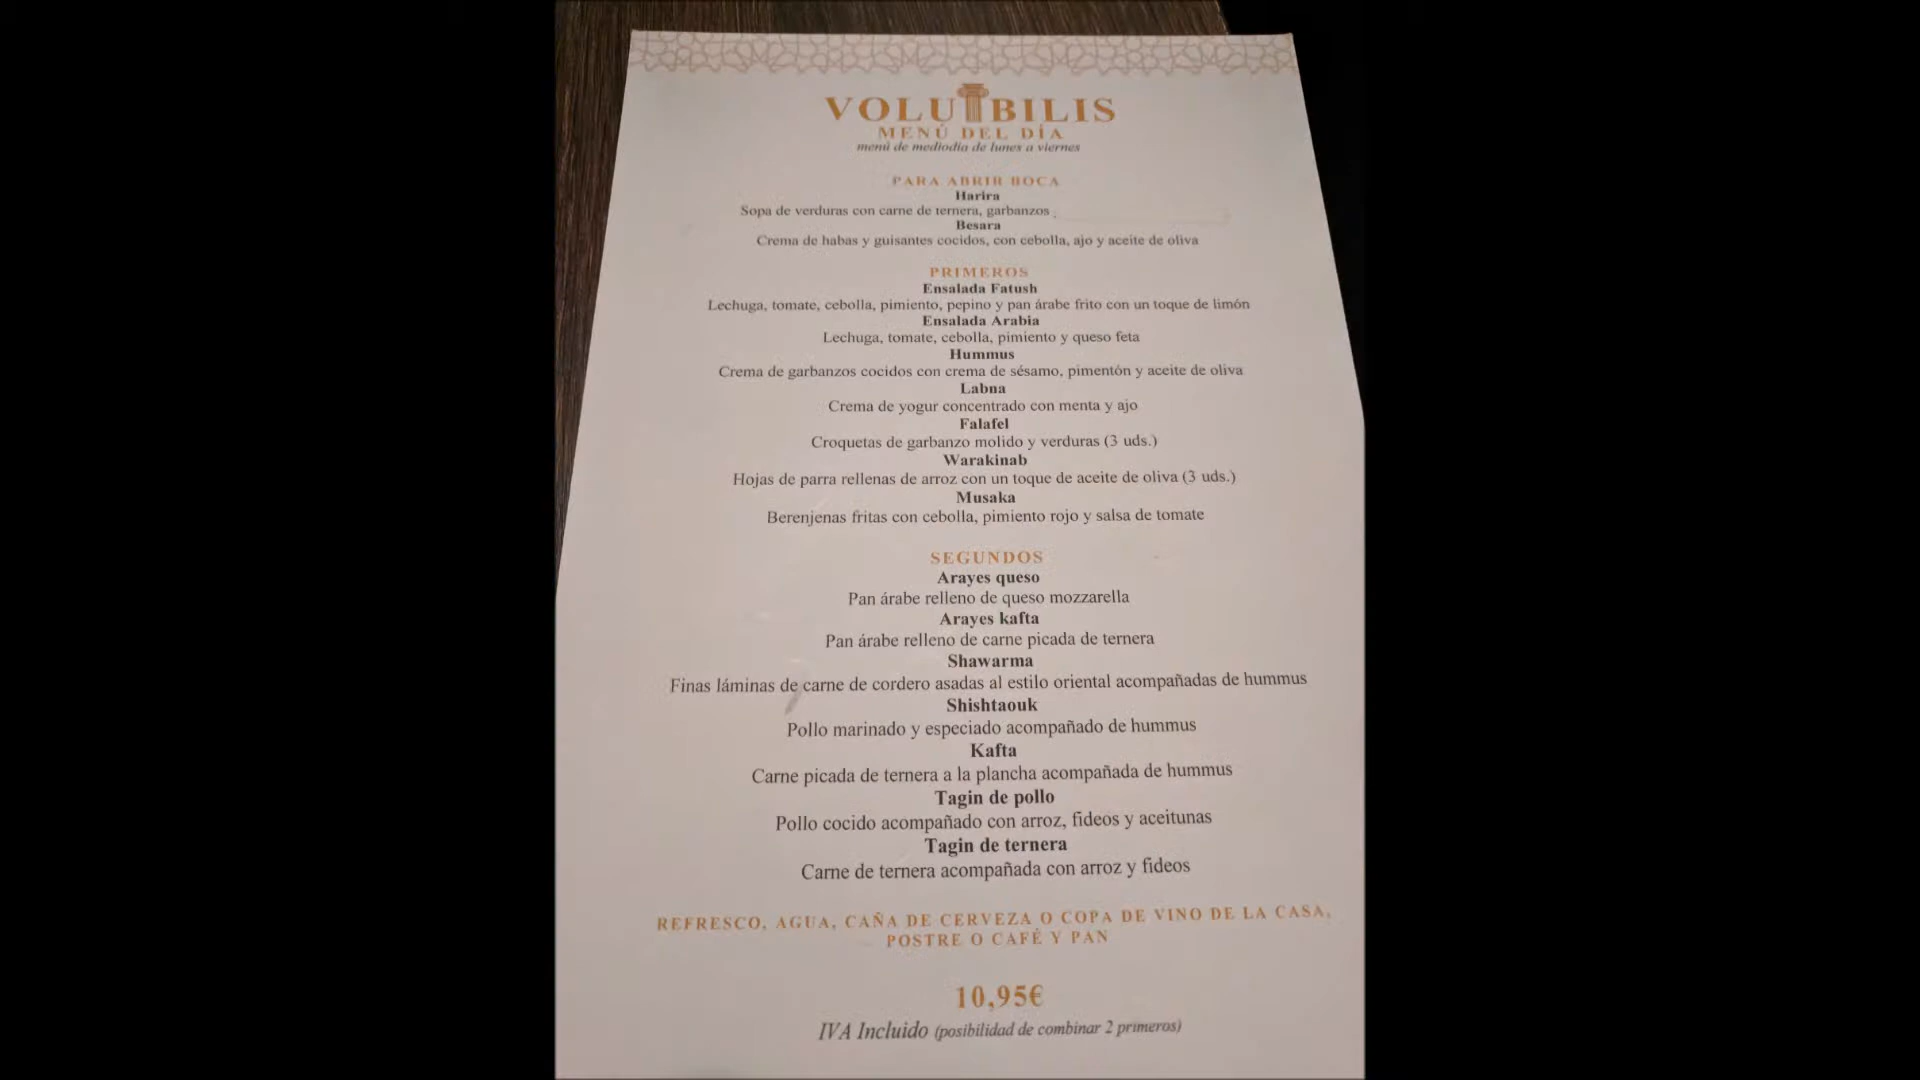 VOLUBILIS
MENÚ DEL DÍA
menú de mediodía de lunes a viernes
PARA ABRIR BOCA
Harira
Sopa de verduras con carne de ternera, garbanzos
Besara
Crema de habas y guisantes cocidos, con cebolla, ajo y aceite de oliva
PRIMEROS
Ensalada Fatush
Lechuga, tomate, cebolla, pimiento, pepino y pan árabe frito con un toque de limón
Ensalada Arabia
Lechuga, tomate, cebolla, pimiento y queso feta
Hummus
Crema de garbanzos cocidos con crema de sésamo, pimentón y aceite de oliva
Labna
Crema de yogur concentrado con menta y ajo
Falafel
Croquetas de garbanzo molido y verduras (3 uds.)
Warakinab
Hojas de parra rellenas de arroz con un toque de aceite de oliva (3 uds.)
Musaka
Berenjenas fritas con cebolla, pimiento rojo y salsa de tomate
SEGUNDOS
Arayes queso
Pan árabe relleno de queso mozzarella
Arayes kafta
Pan árabe relleno de carne picada de ternera
Shawarma
Finas láminas de carne de cordero asadas al estilo oriental acompañadas de hummus
Shishtaouk
Pollo marinado y especiado acompañado de hummus
Kafta
Carne picada de ternera a la plancha acompañada de hummus
Tagin de pollo
Pollo cocido acompañado con arroz, fideos y aceitunas
Tagin de ternera
Carne de ternera acompañada con arroz y fideos
REFRESCO, AGUA, CAÑA DE CERVEZA O COPA DE VINO DE LA CASA,
POSTRE O CAFÉ Y PAN
10,95€
IVA Incluido (posibilidad de combinar 2 primeros)